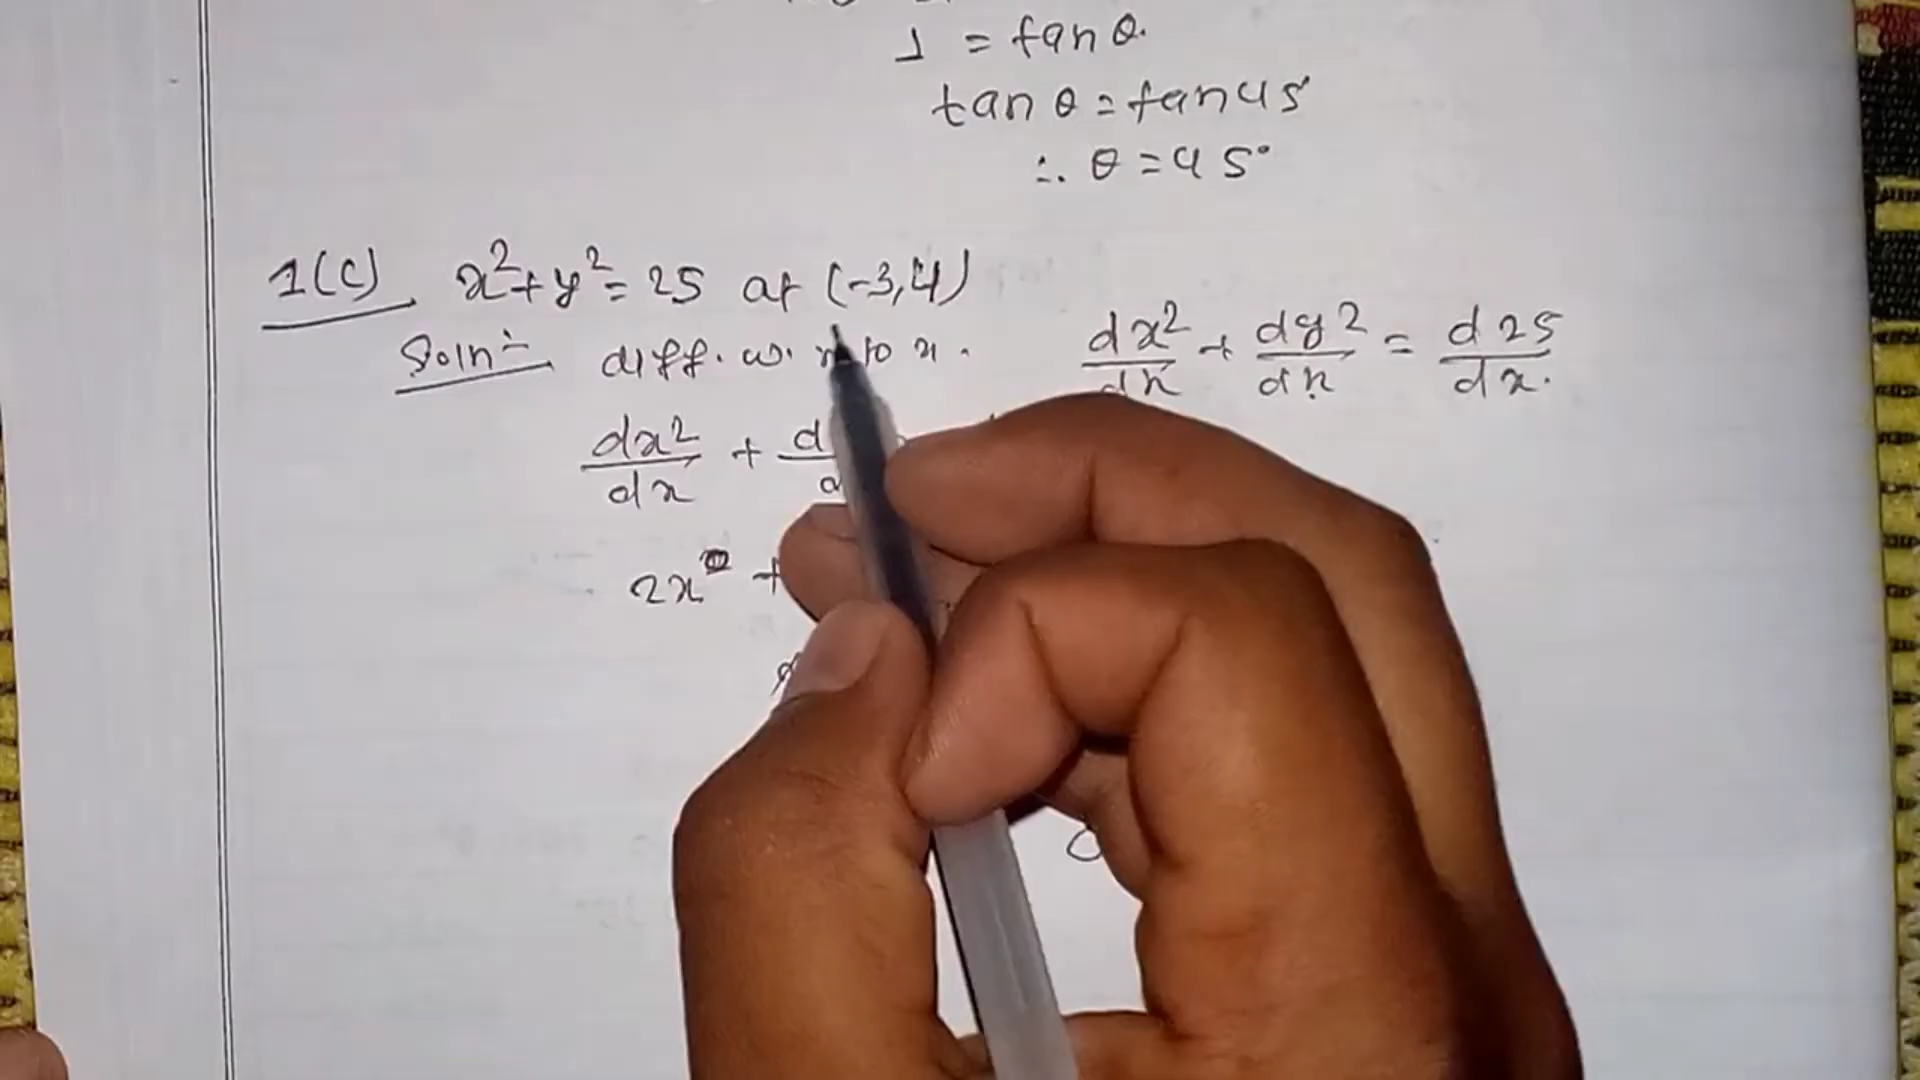 1 = tan θ.
tan θ = tan 45
∴ θ = 45°
1(c) x² + y² = 25 at (-3,4)
Soln:- diff. w. to x.
dx²/dx + dy²/dx = d25/dx.
dx²/dx + d
2x +